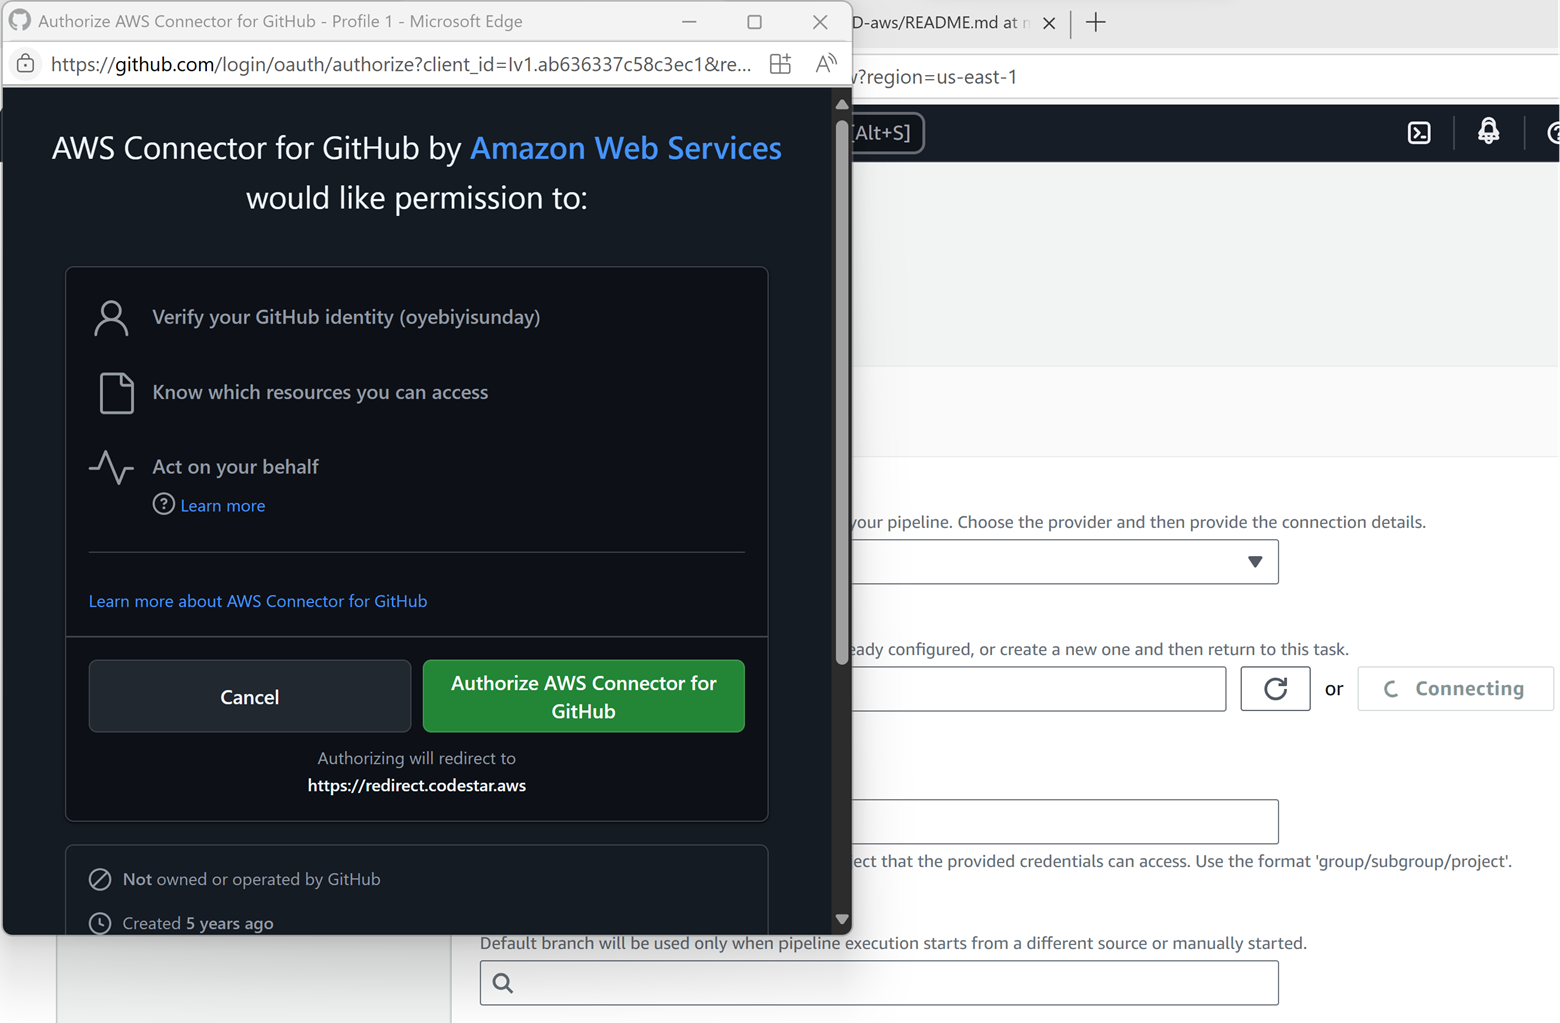 Authorize AWS Connector for GitHub - Profile 1 - Microsoft Edge
D-aws/README.md at
https://github.com/login/oauth/authorize?client_id=Iv1.ab636337c58c3ec1&re...
?region=us-east-1
[Alt+S]
AWS Connector for GitHub by Amazon Web Services
would like permission to:
Verify your GitHub identity (oyebiyisunday)
Know which resources you can access
Act on your behalf
Learn more
Learn more about AWS Connector for GitHub
Cancel
Authorize AWS Connector for
GitHub
Authorizing will redirect to
https://redirect.codestar.aws
Not owned or operated by GitHub
Created 5 years ago
your pipeline. Choose the provider and then provide the connection details.
eady configured, or create a new one and then return to this task.
or
Connecting
ect that the provided credentials can access. Use the format 'group/subgroup/project'.
Default branch will be used only when pipeline execution starts from a different source or manually started.